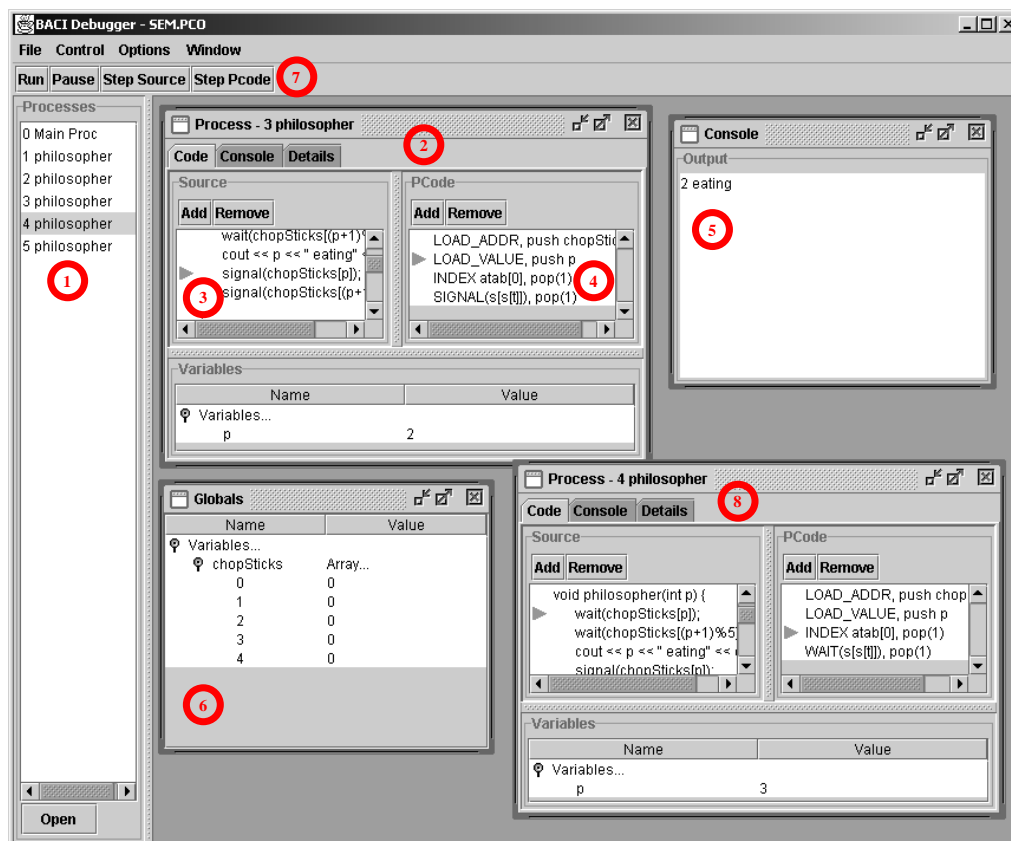 BACI Debugger - SEM.PCO
File Control Options Window
Run Pause Step Source Step Pcode
7
Processes
0 Main Proc
1 philosopher
2 philosopher
3 philosopher
4 philosopher
5 philosopher
1
Open
Process - 3 philosopher
2
Code Console Details
Source
Add Remove
wait(chopSticks[(p+1)%
cout << p << " eating" <
signal(chopSticks[p]);
signal(chopSticks[(p+1
3
PCode
Add Remove
LOAD_ADDR, push chopStic
LOAD_VALUE, push p
INDEX atab[0], pop(1)
SIGNAL(s[s[t]]), pop(1)
4
Variables
Name Value
Variables...
p 2
Console
Output
2 eating
5
Globals
Name Value
Variables...
chopSticks Array...
0 0
1 0
2 0
3 0
4 0
6
Process - 4 philosopher
8
Code Console Details
Source
Add Remove
void philosopher(int p) {
wait(chopSticks[p]);
wait(chopSticks[(p+1)%5]
cout << p << " eating" <<
signal(chopSticks[p]);
PCode
Add Remove
LOAD_ADDR, push chop
LOAD_VALUE, push p
INDEX atab[0], pop(1)
WAIT(s[s[t]]), pop(1)
Variables
Name Value
Variables...
p 3